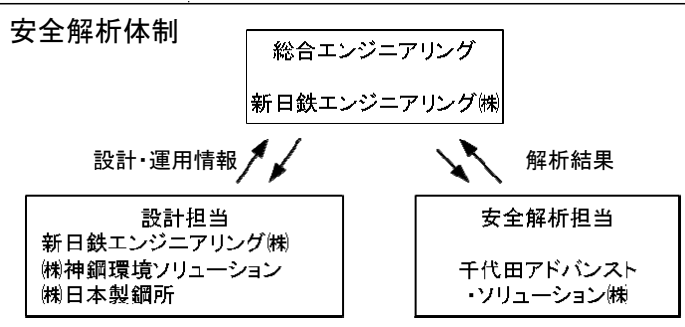 安全解析体制
総合エンジニアリング
新日鉄エンジニアリング㈱
設計・運用情報
解析結果
設計担当
新日鉄エンジニアリング㈱
㈱神鋼環境ソリューション
㈱日本製鋼所
安全解析担当
千代田アドバンスト
・ソリューション㈱